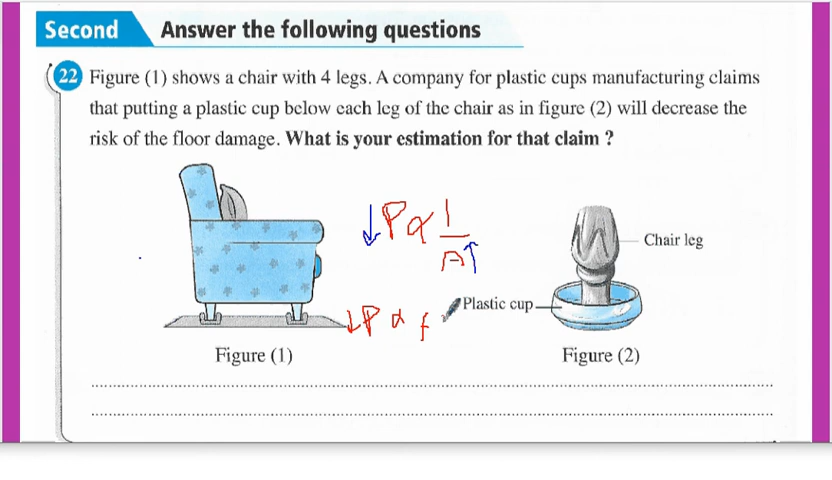 Second Answer the following questions
22 Figure (1) shows a chair with 4 legs. A company for plastic cups manufacturing claims
that putting a plastic cup below each leg of the chair as in figure (2) will decrease the
risk of the floor damage. What is your estimation for that claim ?
↓P α 1/A↑
Chair leg
Plastic cup
↓P α f
Figure (1)
Figure (2)